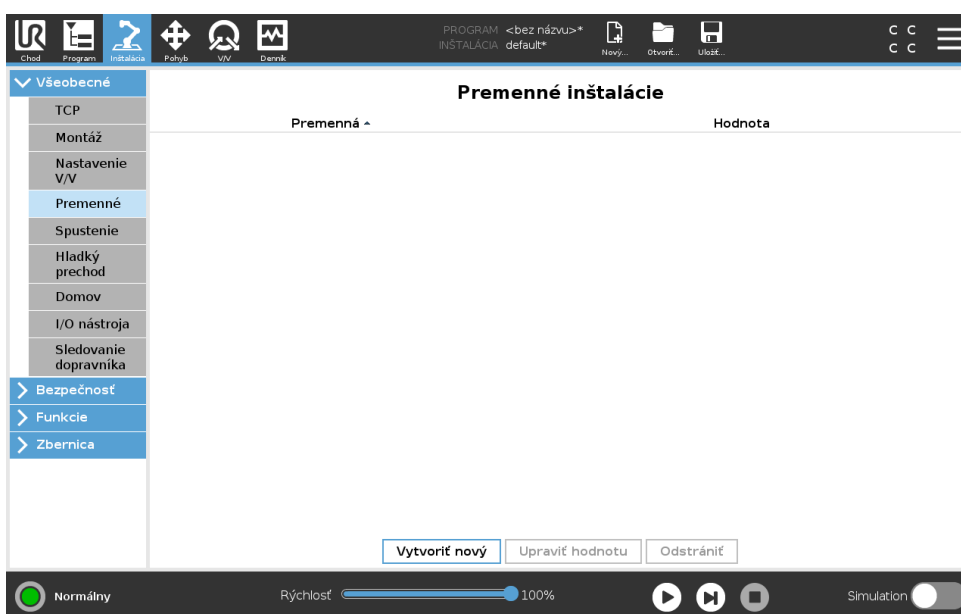 Chod
Program
Inštalácia
Pohyb
V/V
Denník
PROGRAM <bez názvu>*
INŠTALÁCIA default*
Nový...
Otvoriť...
Uložiť...
C C
C C
Všeobecné
TCP
Montáž
Nastavenie
V/V
Premenné
Spustenie
Hladký
prechod
Domov
I/O nástroja
Sledovanie
dopravníka
Bezpečnosť
Funkcie
Zbernica
Premenné inštalácie
Premenná Hodnota
Vytvoriť nový Upraviť hodnotu Odstrániť
Normálny
Rýchlosť 100%
Simulation